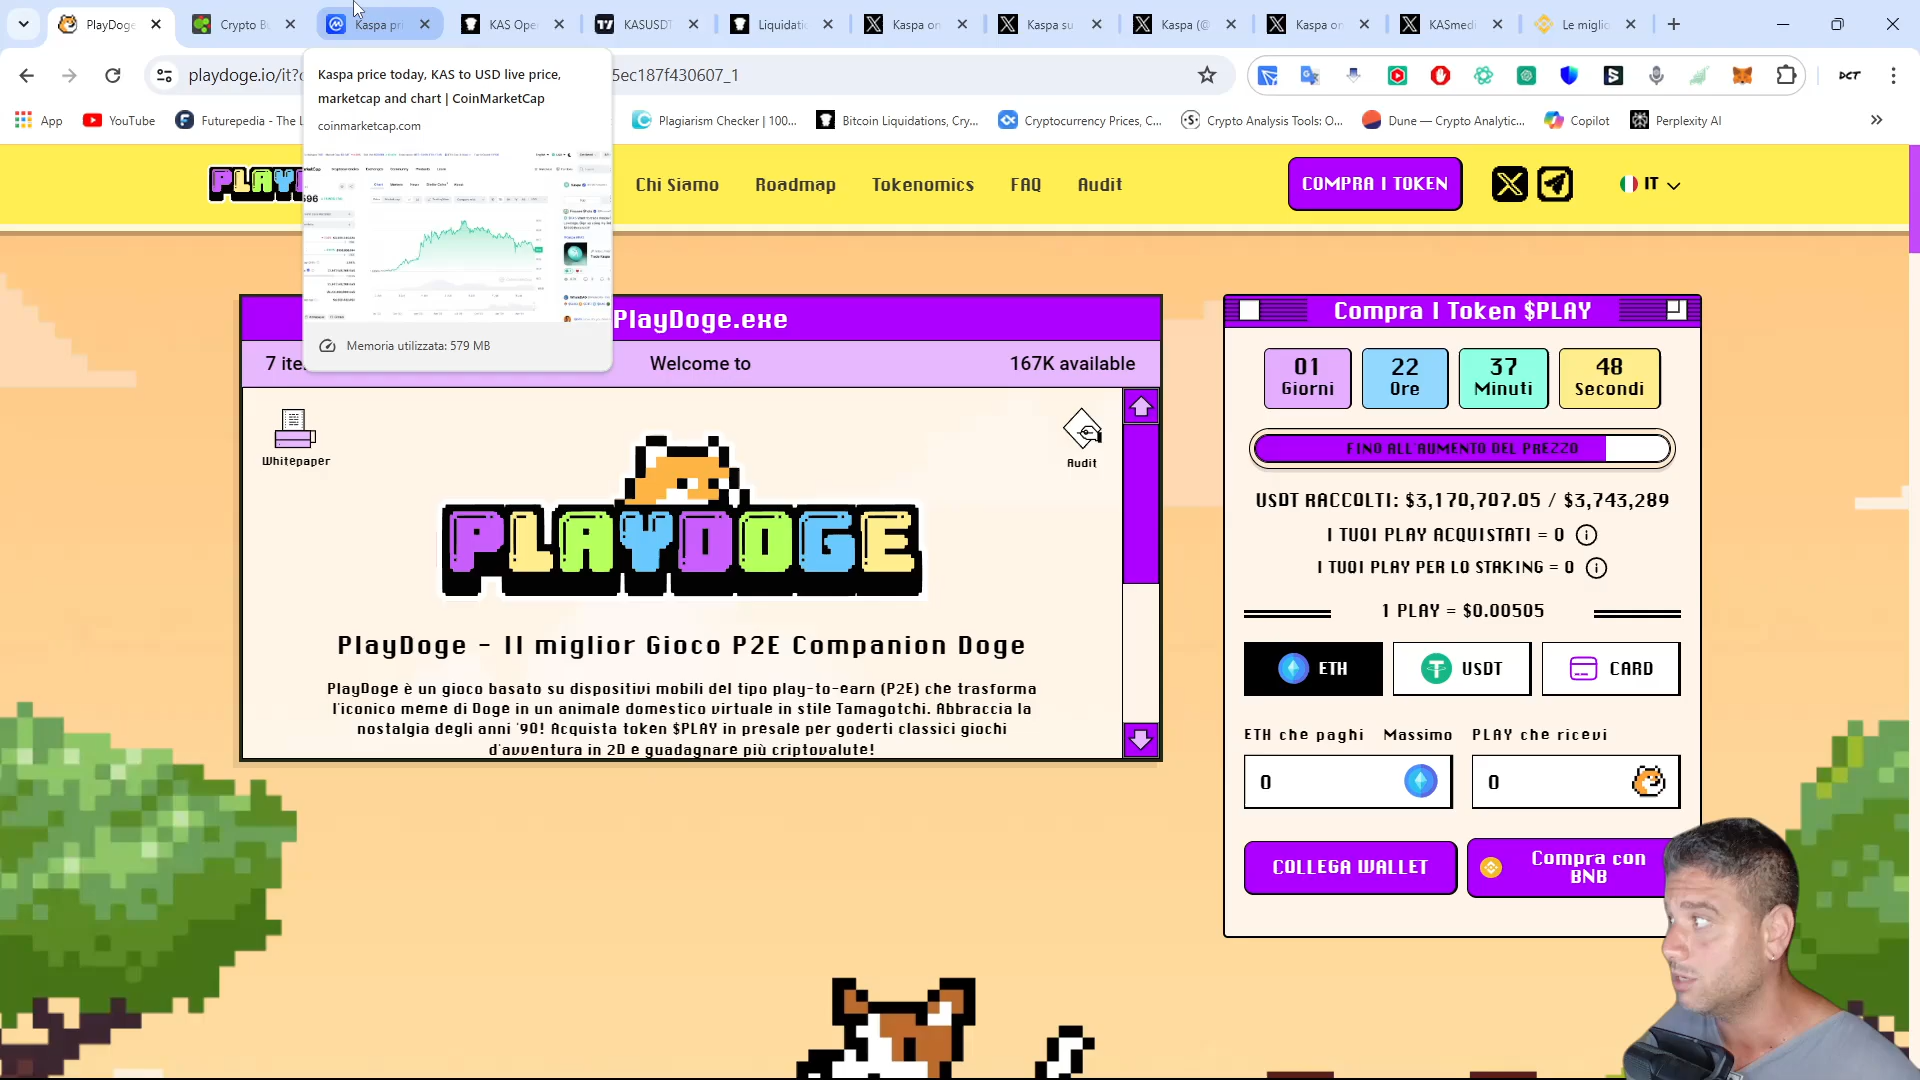 PlayDoge
Crypto Bu
Kaspa pri
KAS Ope
KASUSDT
Liquidatio
Kaspa on
Kaspa su
Kaspa (@
Kaspa on
KASmedi
Le miglio
playdoge.io/it?c
5ec187f430607_1
Kaspa price today, KAS to USD live price,
marketcap and chart | CoinMarketCap
coinmarketcap.com
Memoria utilizzata: 579 MB
App
YouTube
Futurepedia - The L
Plagiarism Checker | 100...
Bitcoin Liquidations, Cry...
Cryptocurrency Prices, C...
Crypto Analysis Tools: O...
Dune — Crypto Analytic...
Copilot
Perplexity AI
PLAY
Chi Siamo
Roadmap
Tokenomics
FAQ
Audit
COMPRA I TOKEN
IT
PlayDoge.exe
7 ite
Welcome to
167K available
Whitepaper
Audit
PLAYDOGE
PlayDoge - Il miglior Gioco P2E Companion Doge
PlayDoge è un gioco basato su dispositivi mobili del tipo play-to-earn (P2E) che trasforma
l'iconico meme di Doge in un animale domestico virtuale in stile Tamagotchi. Abbraccia la
nostalgia degli anni '90! Acquista token $PLAY in presale per goderti classici giochi
d'avventura in 2D e guadagnare più criptovalute!
Compra I Token $PLAY
01
Giorni
22
Ore
37
Minuti
48
Secondi
FINO ALL'AUMENTO DEL PREZZO
USDT RACCOLTI: $3,170,707.05 / $3,743,289
I TUOI PLAY ACQUISTATI = 0
I TUOI PLAY PER LO STAKING = 0
1 PLAY = $0.00505
ETH
USDT
CARD
ETH che paghi
Massimo
PLAY che ricevi
0
0
COLLEGA WALLET
Compra con
BNB